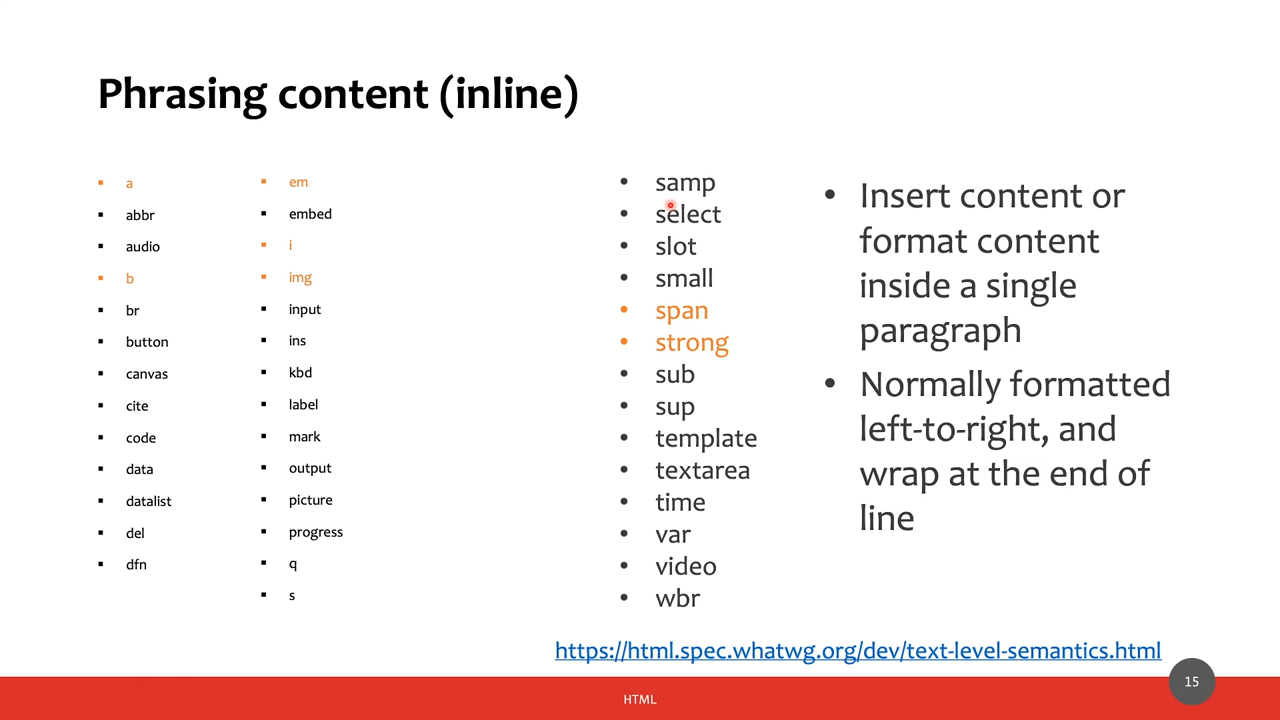 Phrasing content (inline)
a
abbr
audio
b
br
button
canvas
cite
code
data
datalist
del
dfn
em
embed
i
img
input
ins
kbd
label
mark
output
picture
progress
q
s
samp
select
slot
small
span
strong
sub
sup
template
textarea
time
var
video
wbr
Insert content or
format content
inside a single
paragraph
Normally formatted
left-to-right, and
wrap at the end of
line
https://html.spec.whatwg.org/dev/text-level-semantics.html
HTML
15